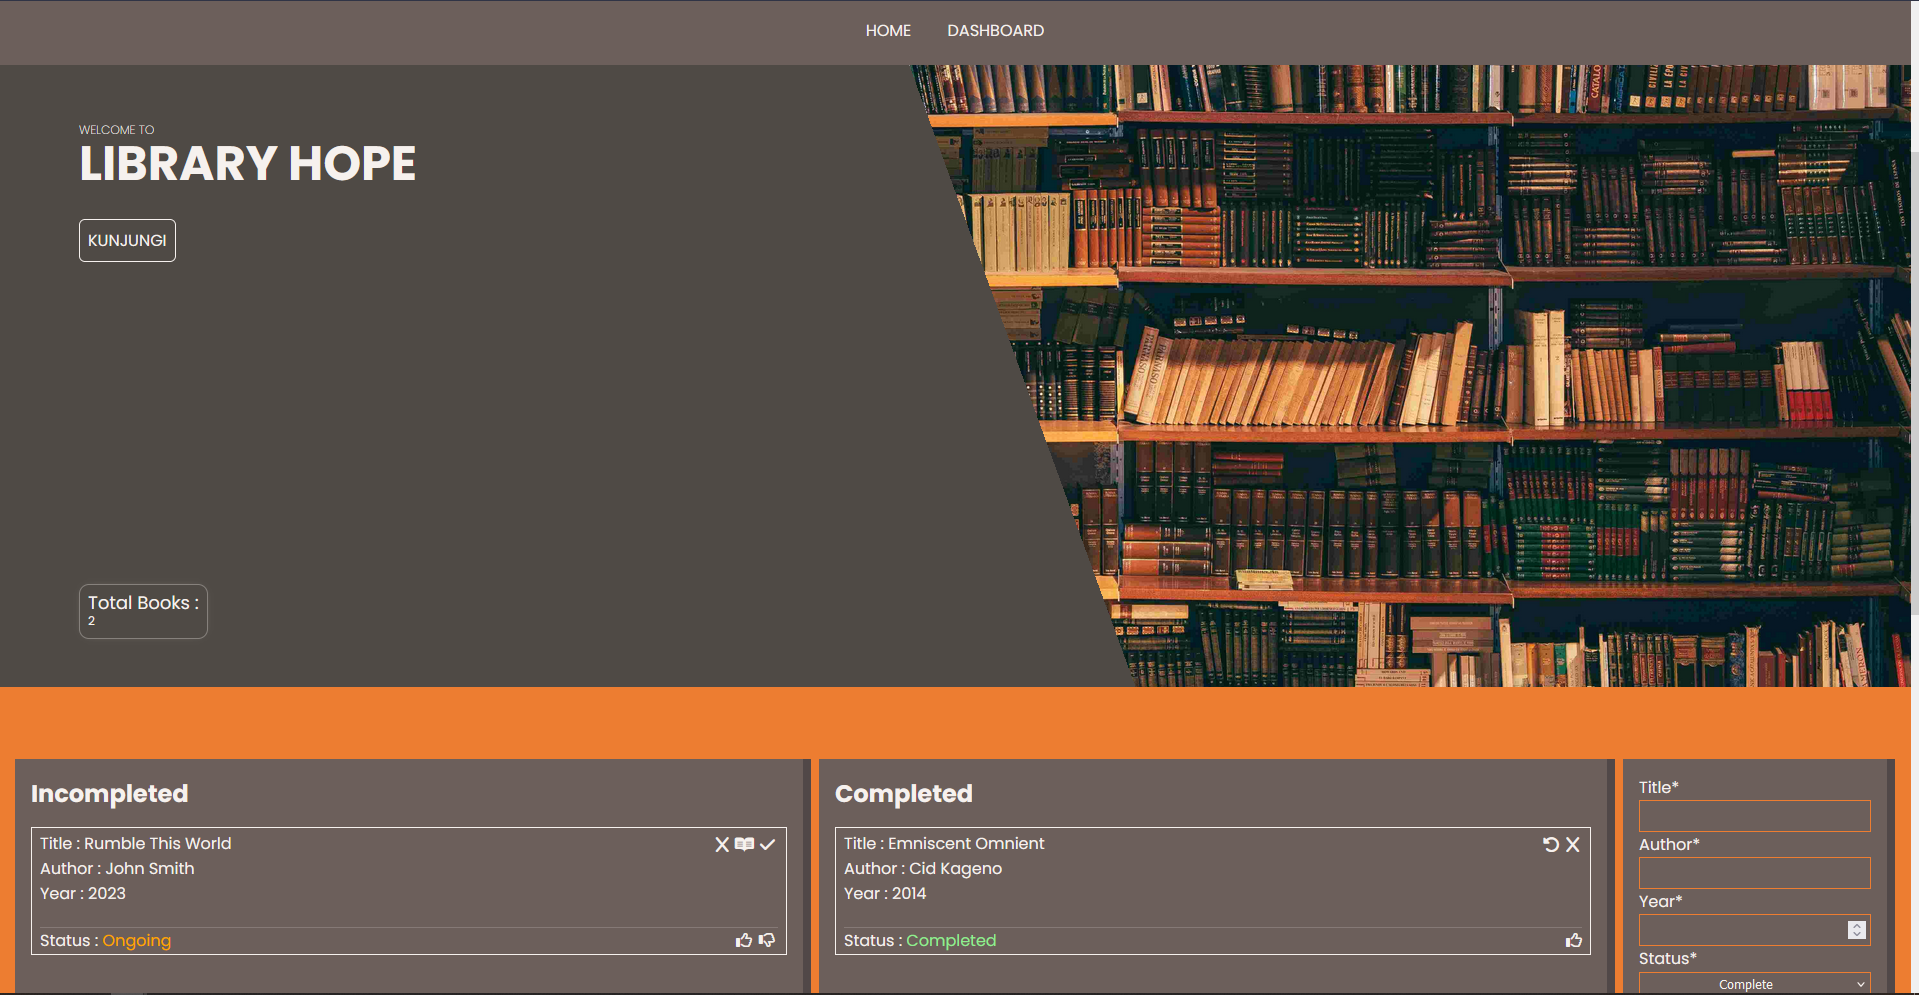 HOME DASHBOARD
WELCOME TO
LIBRARY HOPE
KUNJUNGI
Total Books :
2
Incompleted
Title : Rumble This World
Author : John Smith
Year : 2023
Status : Ongoing
Completed
Title : Emniscent Omnient
Author : Cid Kageno
Year : 2014
Status : Completed
Title*
Author*
Year*
Status*
Complete